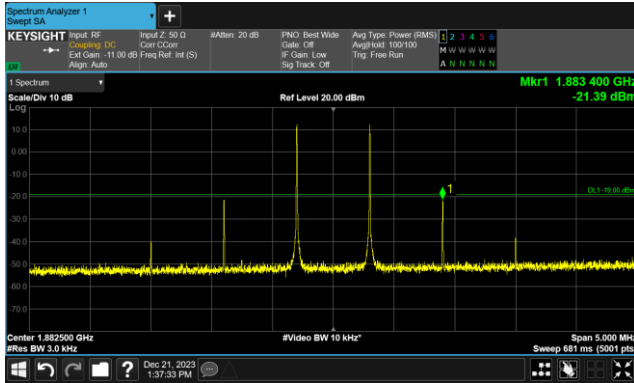 Spectrum Analyzer 1
Swept SA
KEYSIGHT Input: RF Input Z: 50 Ω #Atten: 20 dB PNO: Best Wide Avg Type: Power (RMS) 1 2 3 4 5 6
Coupling: DC Corr CCorr Gate: Off Avg|Hold: 100/100 M W W W W W
Ext Gain: -11.00 dB Freq Ref: Int (S) IF Gain: Low Trig: Free Run
Align: Auto Sig Track: Off A N N N N N
1 Spectrum Mkr1 1.883 400 GHz
Scale/Div 10 dB Ref Level 20.00 dBm -21.39 dBm
Log
10.0
0.00
-10.0
1
DL1 -19.00 dBm
-20.0
-30.0
-40.0
-50.0
-60.0
-70.0
Center 1.882500 GHz #Video BW 10 kHz* Span 5.000 MHz
#Res BW 3.0 kHz Sweep 681 ms (5001 pts)
Dec 21, 2023
1:37:33 PM